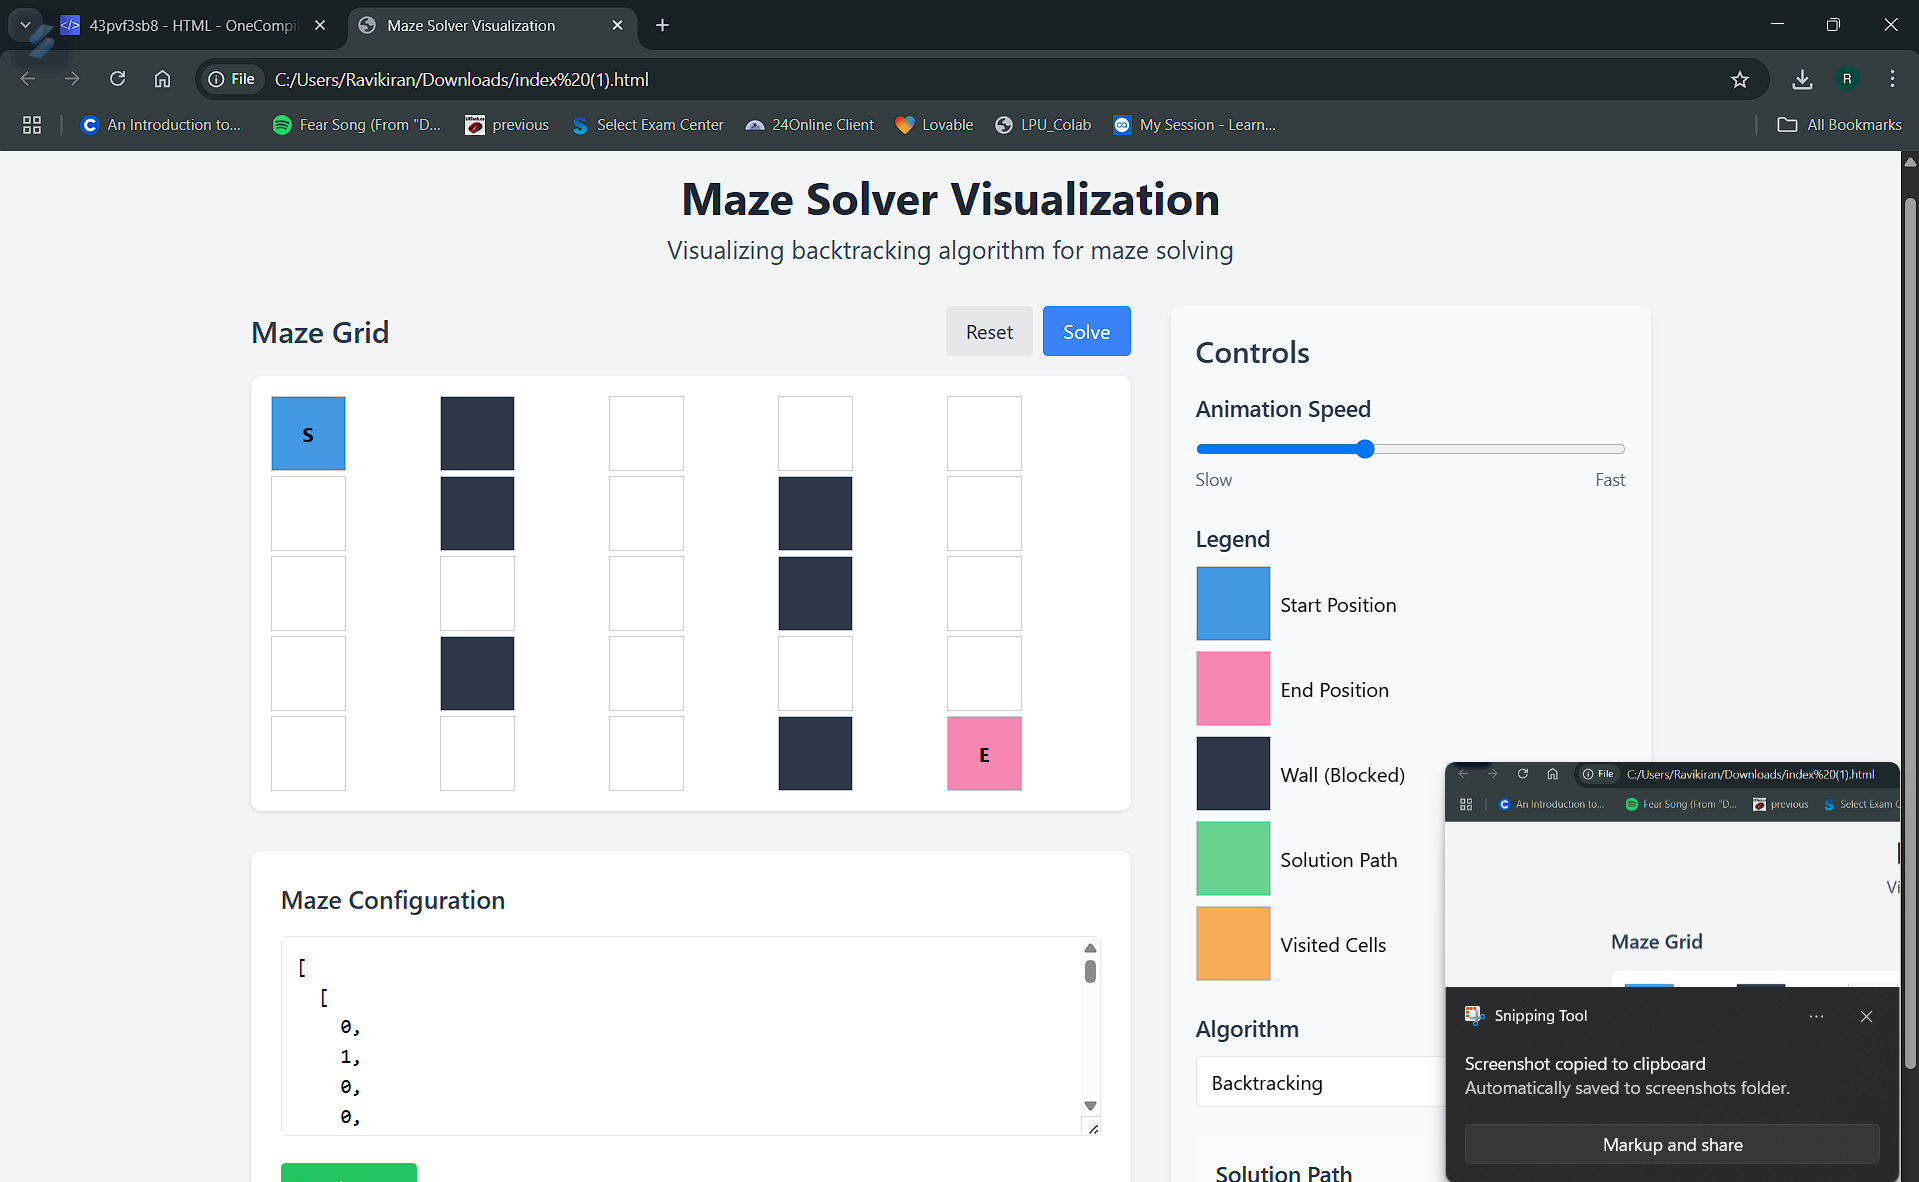 43pvf3sb8 - HTML - OneCompi
Maze Solver Visualization
File
C:/Users/Ravikiran/Downloads/index%20(1).html
R
An Introduction to...
Fear Song (From "D...
previous
Select Exam Center
24Online Client
Lovable
LPU_Colab
My Session - Learn...
All Bookmarks
Maze Solver Visualization
Visualizing backtracking algorithm for maze solving
Maze Grid
Reset
Solve
S
E
Maze Configuration
[
[
0,
1,
0,
0,
Controls
Animation Speed
Slow
Fast
Legend
Start Position
End Position
Wall (Blocked)
Solution Path
Visited Cells
Algorithm
Backtracking
Solution Path
File
C:/Users/Ravikiran/Downloads/index%20(1).html
An Introduction to...
Fear Song (From "D...
previous
Select Exam C
Vi
Maze Grid
Snipping Tool
Screenshot copied to clipboard
Automatically saved to screenshots folder.
Markup and share